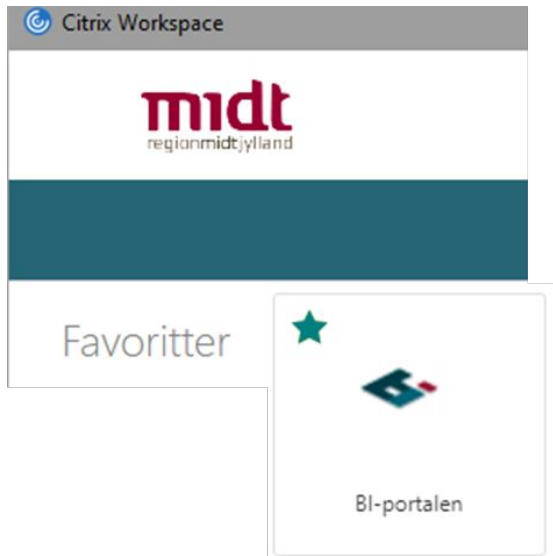 Citrix Workspace
midt
regionmidtjylland
Favoritter
BI-portalen